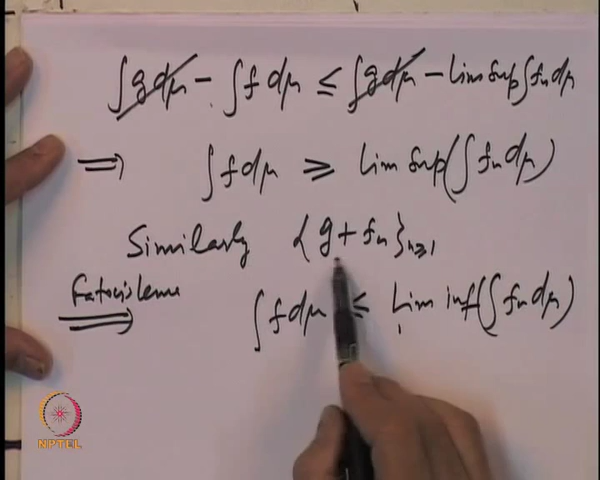 ∫g dμ − ∫f dμ ≤ ∫g dμ − lim sup ∫fn dμ
⟹ ∫f dμ ≥ lim sup(∫fn dμ)
Similarly {g + fn}n≥1
Fatou's lemma
⟹ ∫f dμ ≤ lim inf(∫fn dμ)
NPTEL